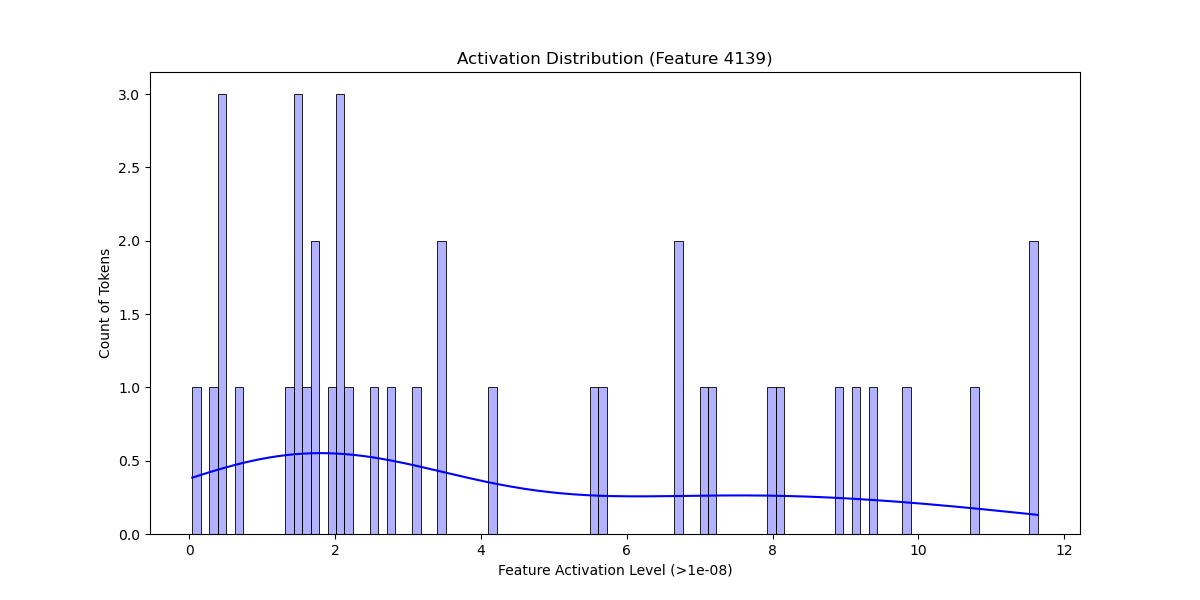 Activation Distribution (Feature 4139)
3.0
2.5
2.0
1.5
1.0
0.5
0.0
Count of Tokens
0 2 4 6 8 10 12
Feature Activation Level (>1e-08)